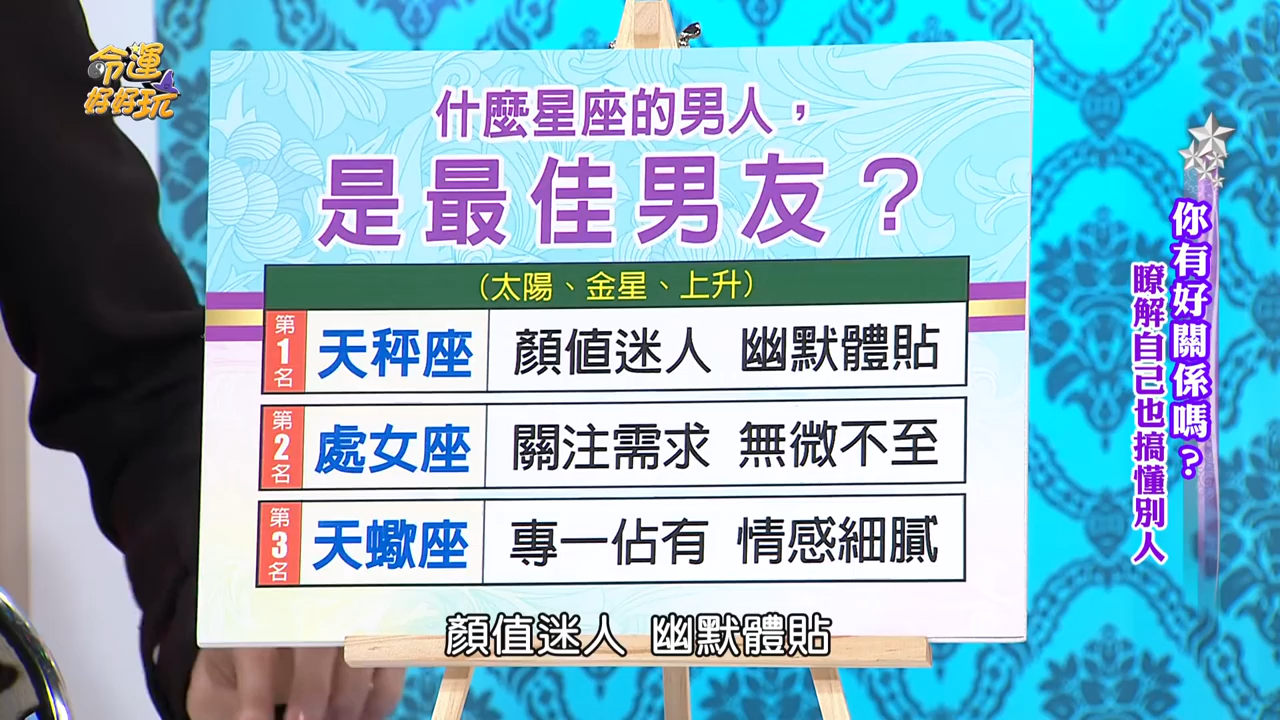 命運
好好玩
什麼星座的男人，
是最佳男友？
(太陽、金星、上升)
第1名 天秤座 顏值迷人 幽默體貼
第2名 處女座 關注需求 無微不至
第3名 天蠍座 專一佔有 情感細膩
你有好關係嗎？
瞭解自己也搞懂別人
顏值迷人 幽默體貼